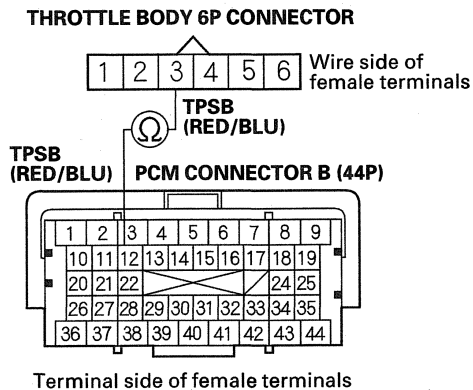 THROTTLE BODY 6P CONNECTOR
1 2 3 4 5 6
Wire side of
female terminals
TPSB
(RED/BLU)
Ω
TPSB
(RED/BLU)
PCM CONNECTOR B (44P)
1 2 3 4 5 6 7 8 9
10 11 12 13 14 15 16 17 18 19
20 21 22 24 25
26 27 28 29 30 31 32 33 34 35
36 37 38 39 40 41 42 43 44
Terminal side of female terminals